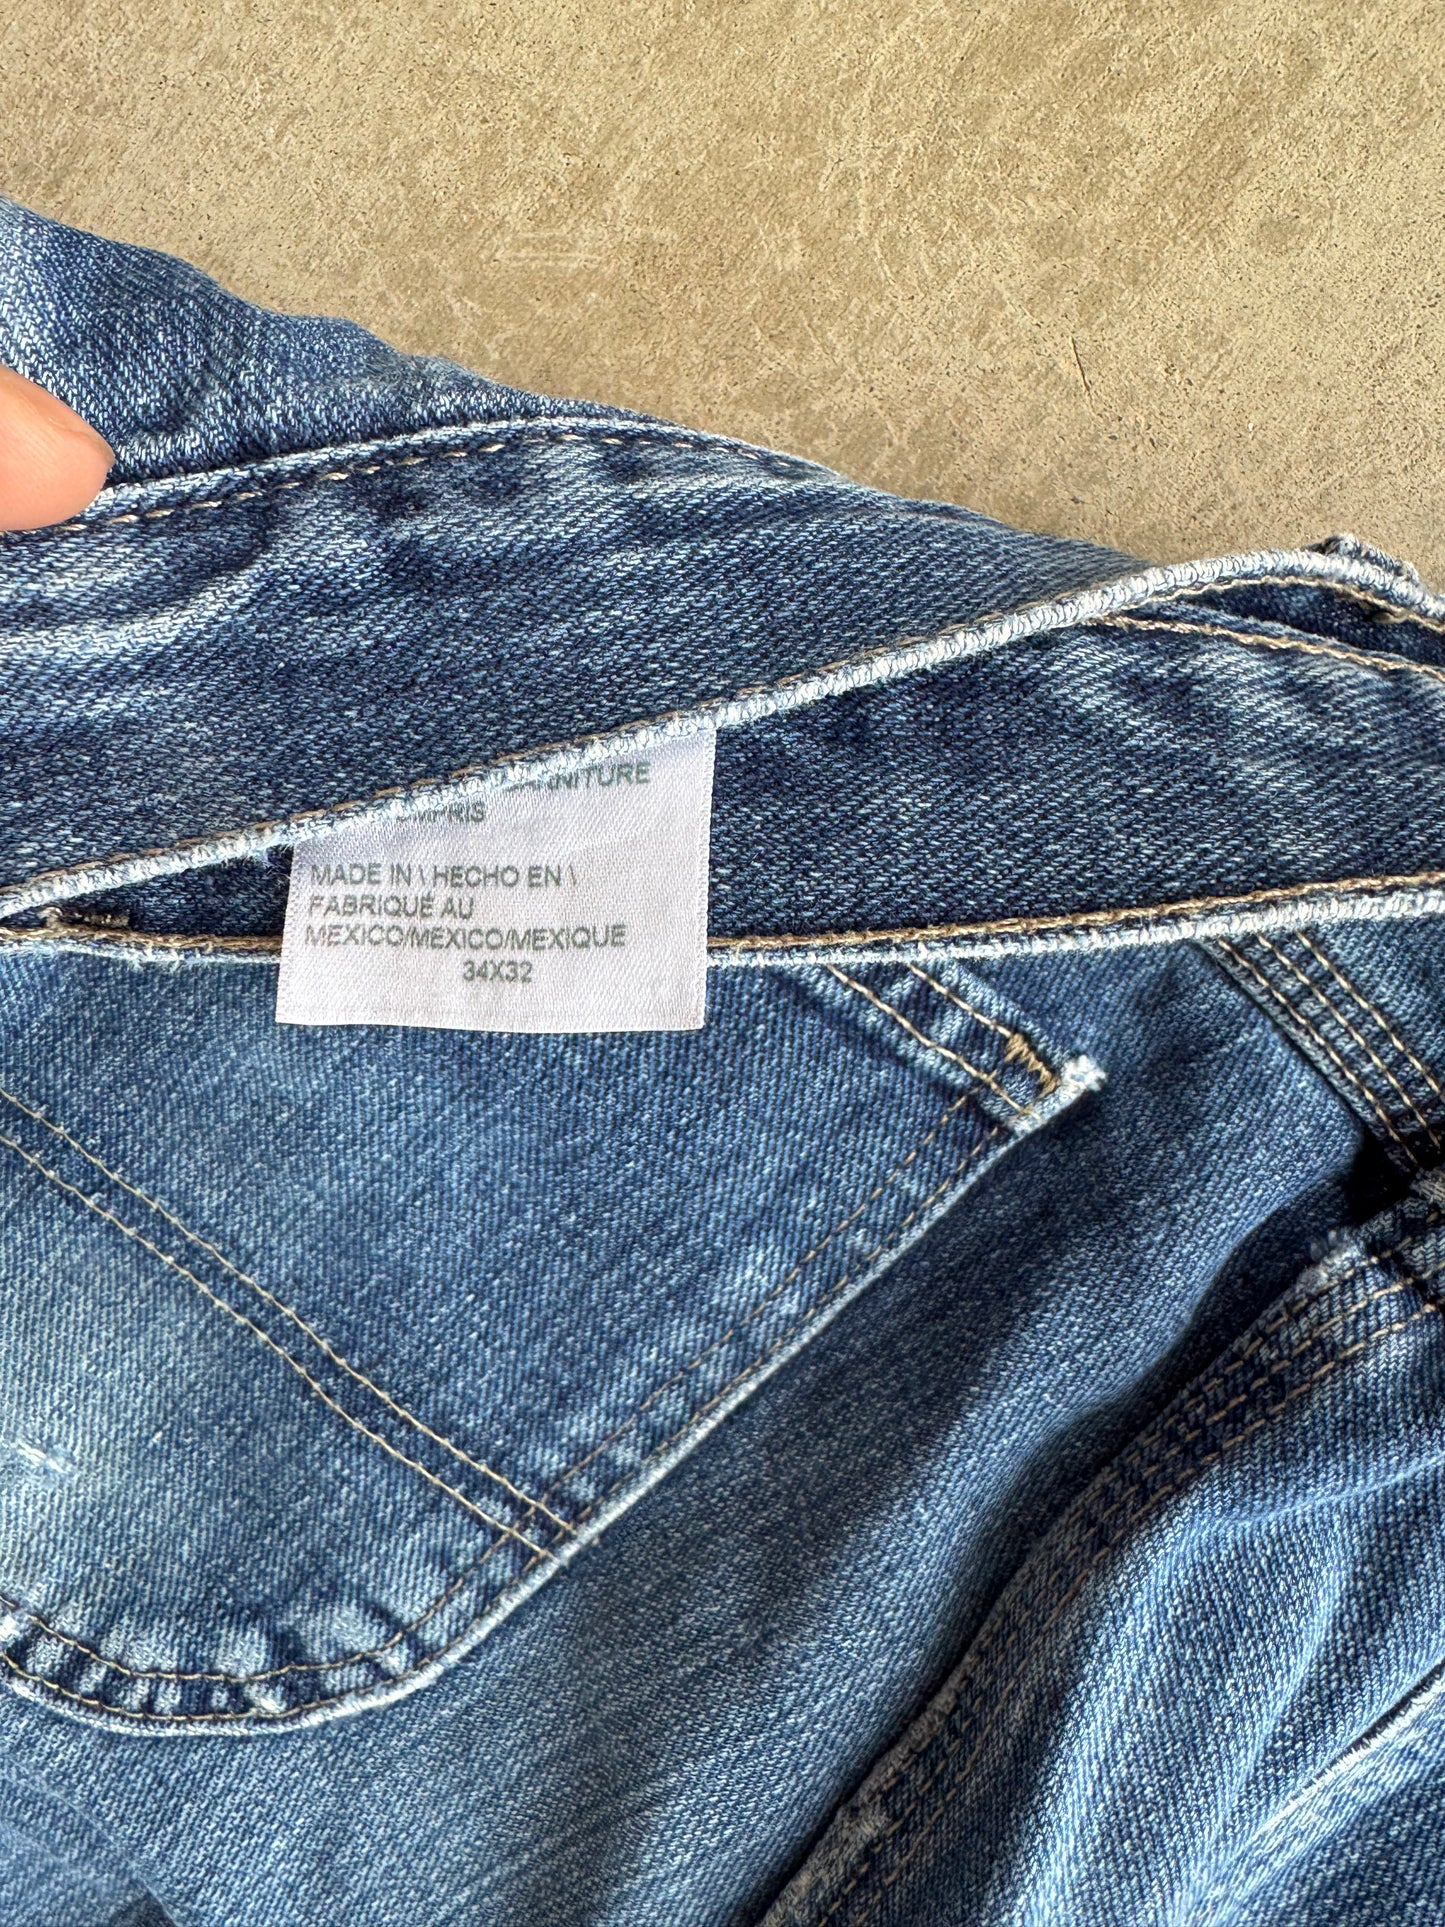 MADE IN \ HECHO EN \
FABRIQUÉ AU
MEXICO/MEXICO/MEXIQUE
34X32